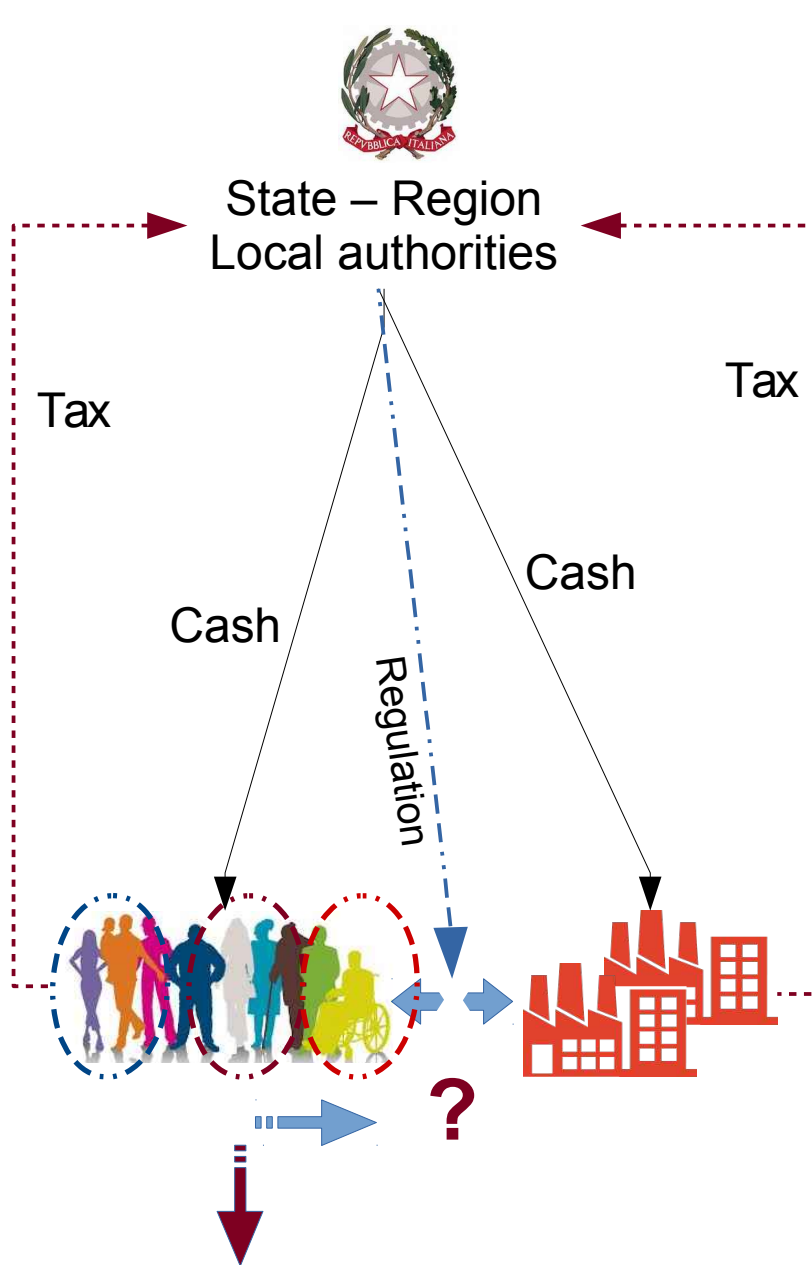 REPVBBLICA ITALIANA
State – Region
Local authorities
Tax
Tax
Cash
Cash
Regulation
?